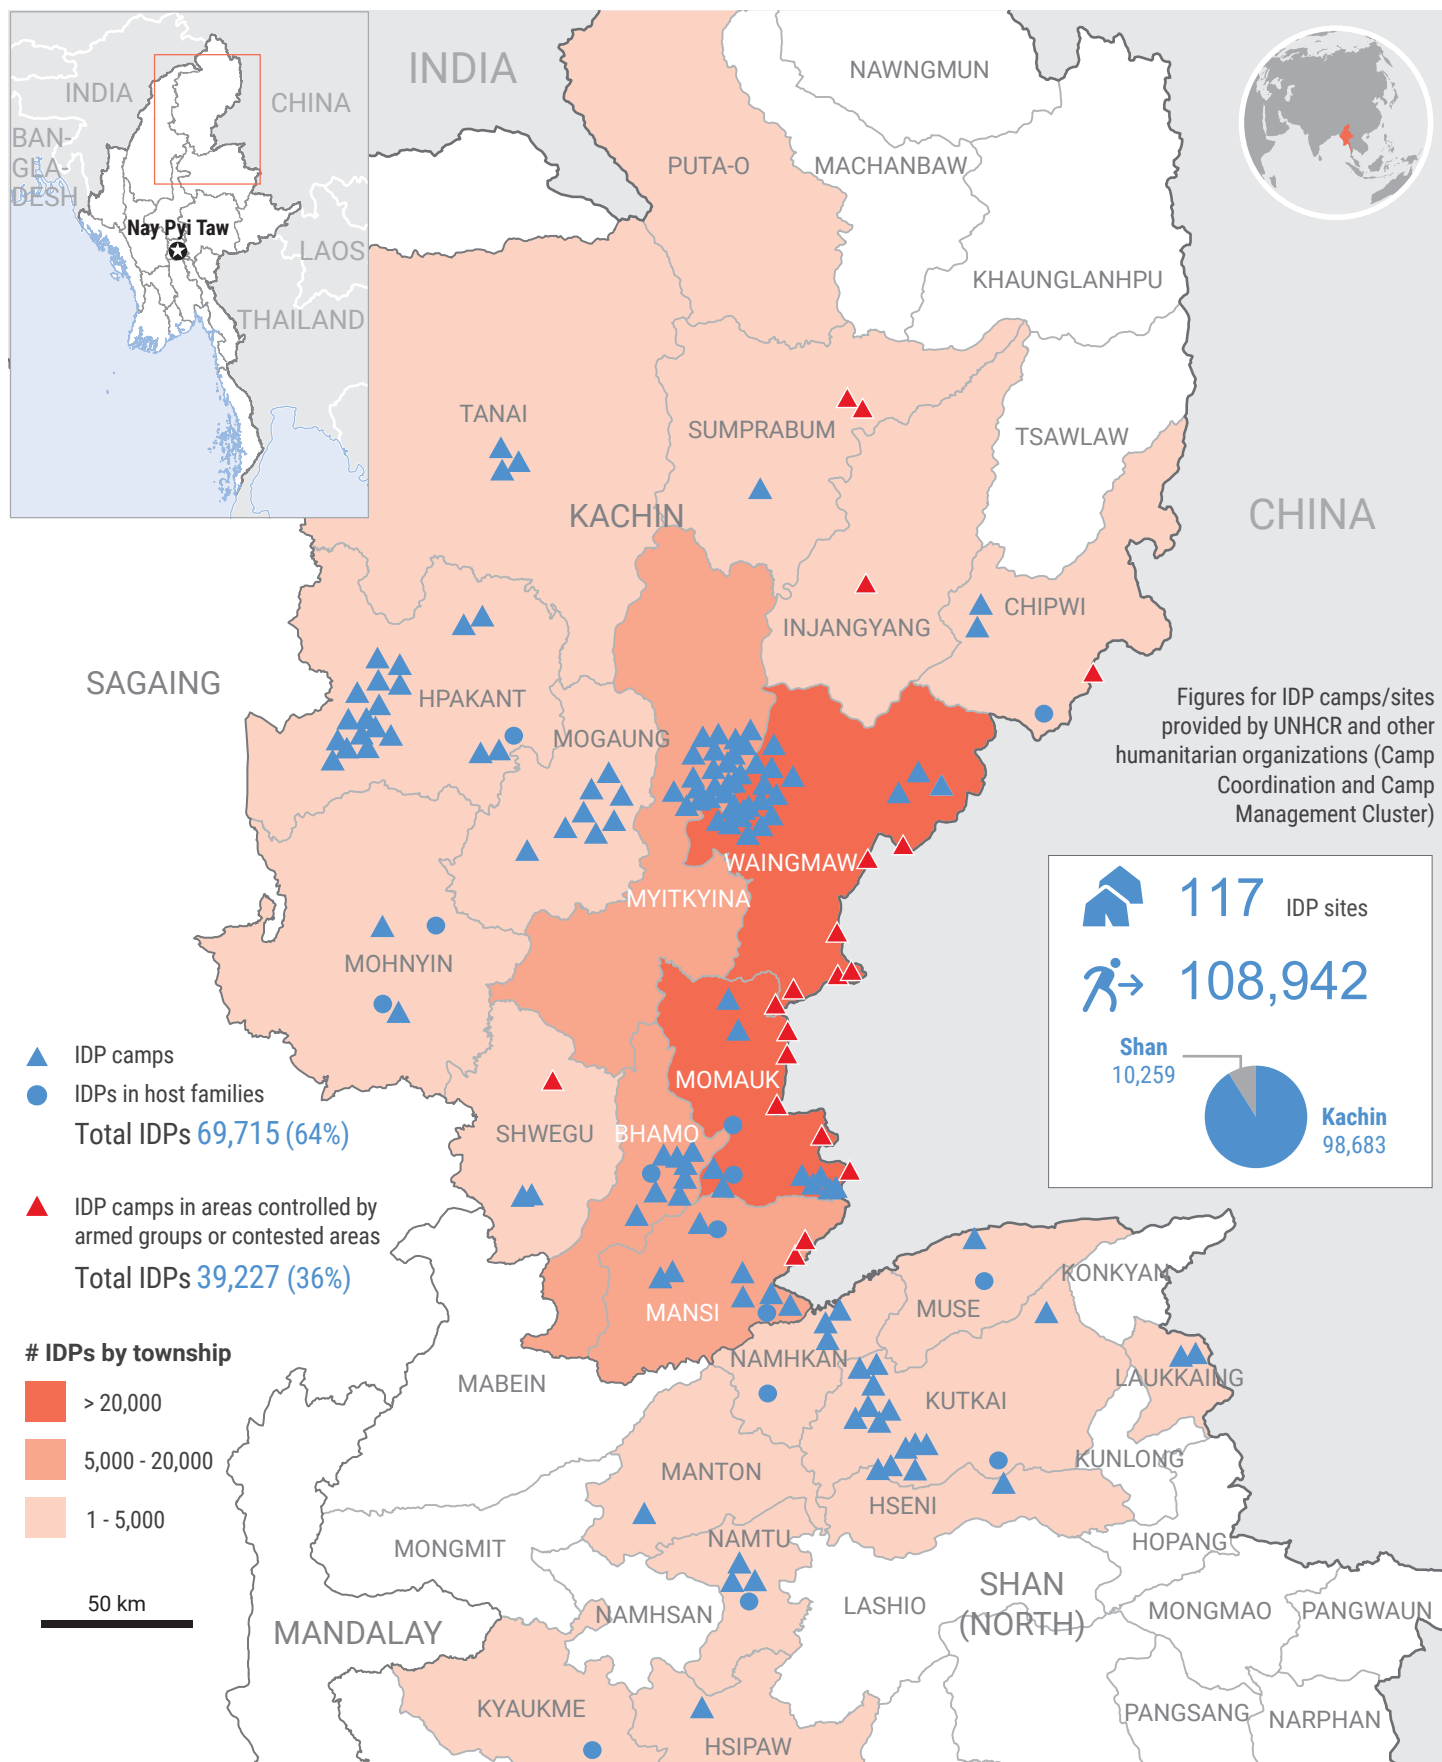 INDIA
CHINA
BAN-
GLA-
DESH
Nay Pyi Taw
LAOS
THAILAND
INDIA
NAWNGMUN
PUTA-O
MACHANBAW
KHAUNGLANHPU
TANAI
SUMPRABUM
TSAWLAW
KACHIN
CHINA
CHIPWI
INJANGYANG
SAGAING
HPAKANT
MOGAUNG
Figures for IDP camps/sites
provided by UNHCR and other
humanitarian organizations (Camp
Coordination and Camp
Management Cluster)
WAINGMAW
MYITKYINA
117 IDP sites
108,942
Shan
10,259
Kachin
98,683
MOHNYIN
IDP camps
IDPs in host families
Total IDPs 69,715 (64%)
IDP camps in areas controlled by
armed groups or contested areas
Total IDPs 39,227 (36%)
MOMAUK
SHWEGU
BHAMO
MANSI
KONKYAN
MUSE
# IDPs by township
> 20,000
5,000 - 20,000
1 - 5,000
50 km
NAMHKAN
MABEIN
LAUKKAING
KUTKAI
KUNLONG
MANTON
HSENI
NAMTU
HOPANG
MONGMIT
SHAN
(NORTH)
LASHIO
NAMHSAN
MONGMAO
PANGWAUN
MANDALAY
KYAUKME
PANGSANG
NARPHAN
HSIPAW